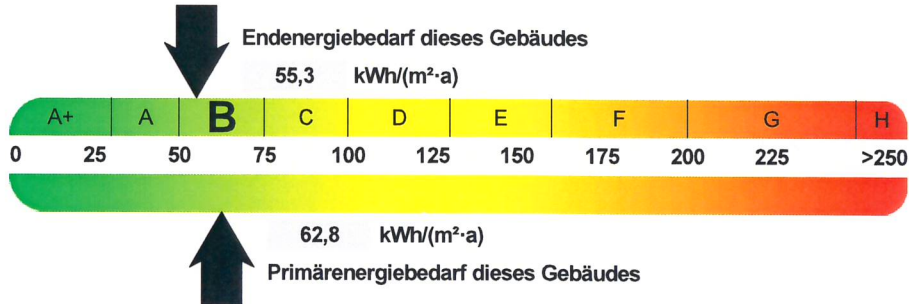 Endenergiebedarf dieses Gebäudes
55,3 kWh/(m²·a)
A+ A B C D E F G H
0 25 50 75 100 125 150 175 200 225 >250
62,8 kWh/(m²·a)
Primärenergiebedarf dieses Gebäudes